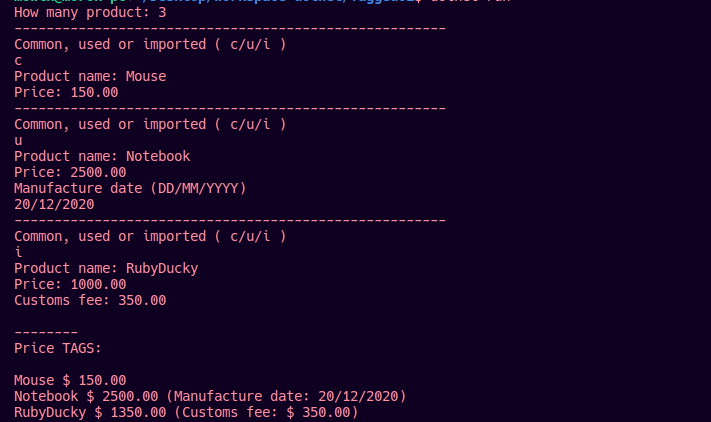 How many product: 3
------------------------------------------------------
Common, used or imported ( c/u/i )
c
Product name: Mouse
Price: 150.00
------------------------------------------------------
Common, used or imported ( c/u/i )
u
Product name: Notebook
Price: 2500.00
Manufacture date (DD/MM/YYYY)
20/12/2020
------------------------------------------------------
Common, used or imported ( c/u/i )
i
Product name: RubyDucky
Price: 1000.00
Customs fee: 350.00
--------
Price TAGS:
Mouse $ 150.00
Notebook $ 2500.00 (Manufacture date: 20/12/2020)
RubyDucky $ 1350.00 (Customs fee: $ 350.00)